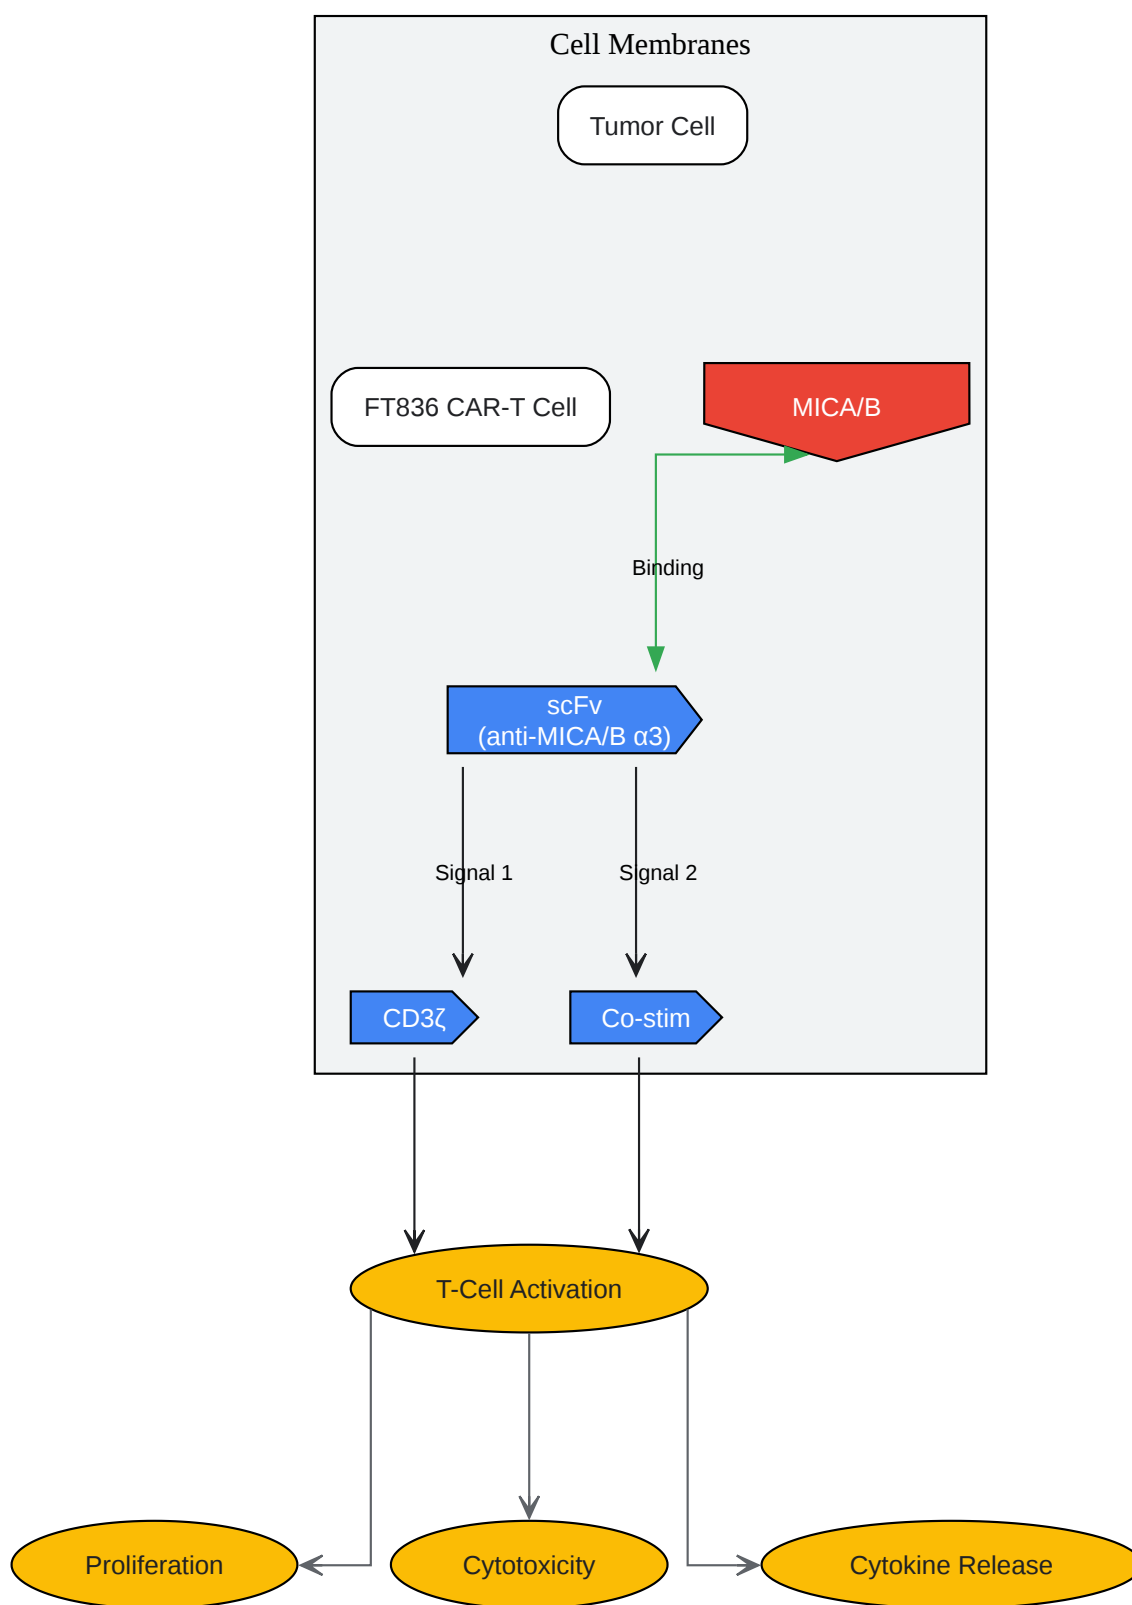 Cell Membranes
Tumor Cell
FT836 CAR-T Cell
MICA/B
Binding
scFv
(anti-MICA/B α3)
Signal 1
Signal 2
CD3ζ
Co-stim
T-Cell Activation
Proliferation
Cytotoxicity
Cytokine Release